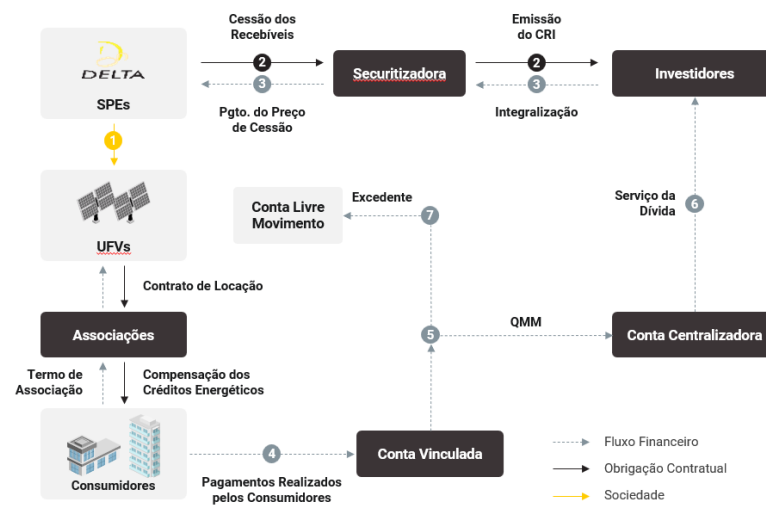 Cessão dos
Recebíveis
Emissão
do CRI
DELTA
SPEs
2
3
Securitizadora
2
3
Investidores
Pgto. do Preço
de Cessão
Integralização
1
UFVs
Conta Livre
Movimento
Excedente
7
Serviço da
Dívida
6
Contrato de Locação
Associações
5
QMM
Conta Centralizadora
Termo de
Associação
Compensação dos
Créditos Energéticos
Consumidores
4
Pagamentos Realizados
pelos Consumidores
Conta Vinculada
Fluxo Financeiro
Obrigação Contratual
Sociedade